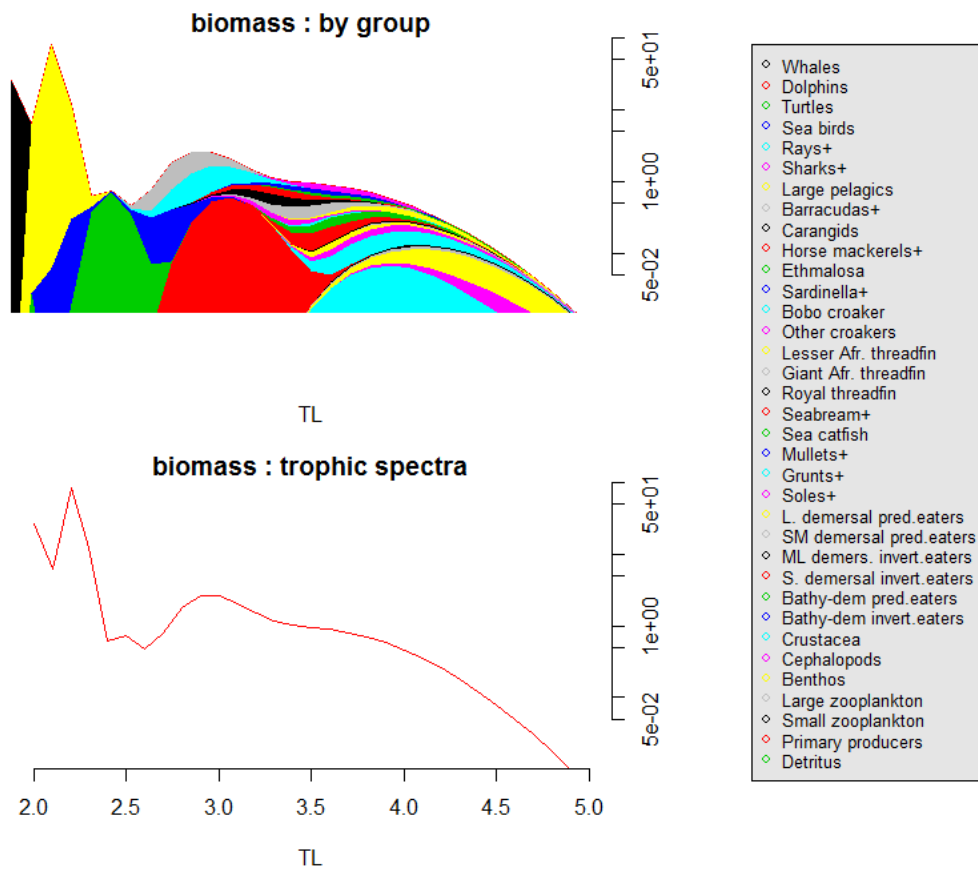 biomass : by group
5e+01
1e+00
5e-02
TL
biomass : trophic spectra
5e+01
1e+00
5e-02
2.0 2.5 3.0 3.5 4.0 4.5 5.0
TL
Whales
Dolphins
Turtles
Sea birds
Rays+
Sharks+
Large pelagics
Barracudas+
Carangids
Horse mackerels+
Ethmalosa
Sardinella+
Bobo croaker
Other croakers
Lesser Afr. threadfin
Giant Afr. threadfin
Royal threadfin
Seabream+
Sea catfish
Mullets+
Grunts+
Soles+
L. demersal pred.eaters
SM demersal pred.eaters
ML demers. invert.eaters
S. demersal invert.eaters
Bathy-dem pred.eaters
Bathy-dem invert.eaters
Crustacea
Cephalopods
Benthos
Large zooplankton
Small zooplankton
Primary producers
Detritus